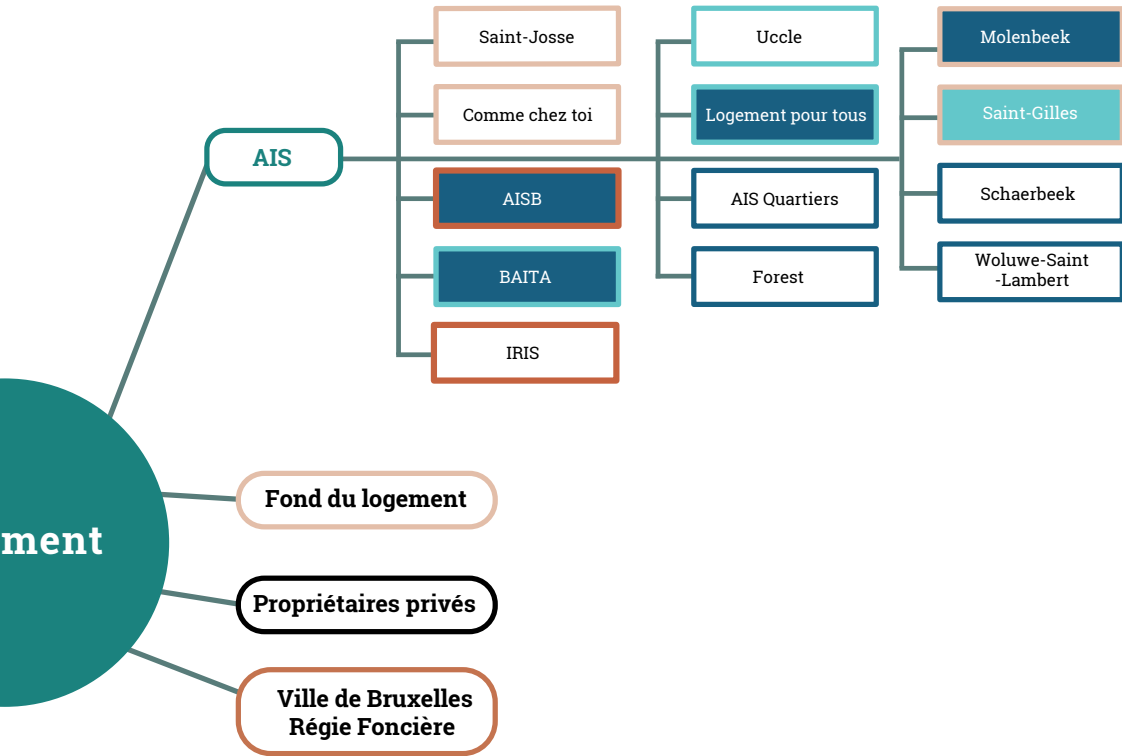 Saint-Josse
Comme chez toi
AISB
BAITA
IRIS
Uccle
Logement pour tous
AIS Quartiers
Forest
Molenbeek
Saint-Gilles
Schaerbeek
Woluwe-Saint
-Lambert
AIS
Fond du logement
ment
Propriétaires privés
Ville de Bruxelles
Régie Foncière